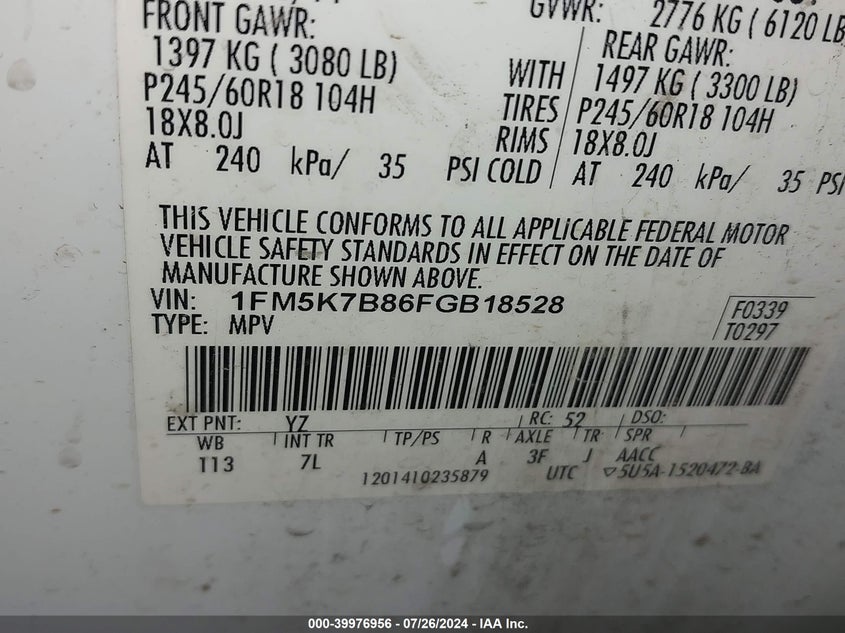 FRONT GAWR:
1397 KG ( 3080 LB)
P245/60R18 104H
18X8.0J
AT 240 kPa/ 35 PSI COLD
WITH
TIRES
RIMS
GVWR: 2776 KG ( 6120 LB
REAR GAWR:
1497 KG ( 3300 LB)
P245/60R18 104H
18X8.0J
AT 240 kPa/ 35 PSI
THIS VEHICLE CONFORMS TO ALL APPLiCABLE FEDERAL MOTOR
VEHICLE SAFETY STANDARDS IN EFFECT ON THE DATE OF
MANUFACTURE SHOWN ABOVE.
VIN: 1FM5K7B86FGB18528
TYPE: MPV
F0339
T0297
EXT PNT: YZ RC: 52 DSO:
WB INT TR TP/PS R AXLE TR SPR
113 7L A 3F J AACC
1201410235879 UTC ▽5U5A-1520472-BA
000-39976956 / 07/26/2024 - IAA Inc.